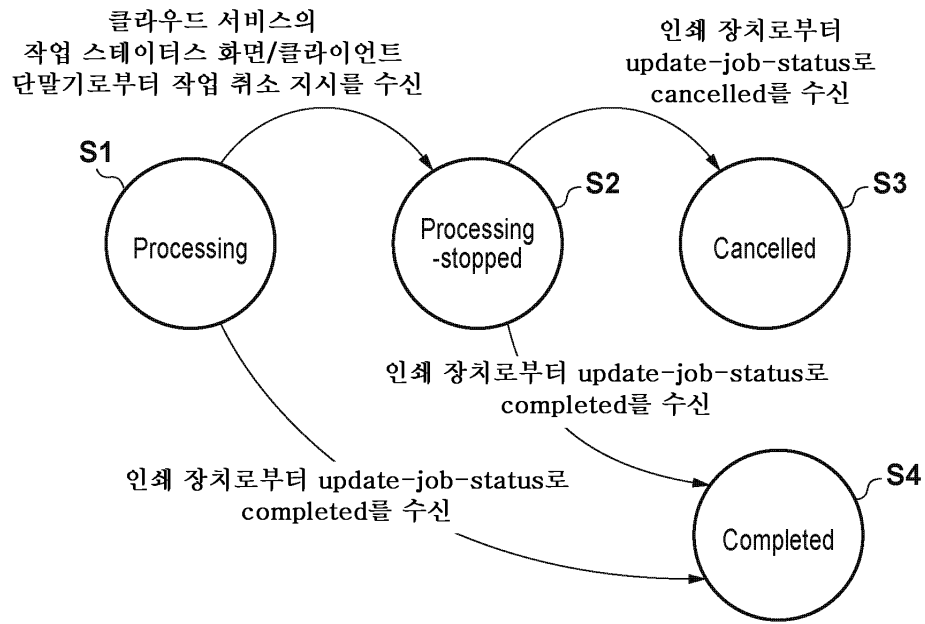 클라우드 서비스의
작업 스테이터스 화면/클라이언트
단말기로부터 작업 취소 지시를 수신
인쇄 장치로부터
update-job-status로
cancelled를 수신
S1
Processing
S2
Processing
-stopped
S3
Cancelled
인쇄 장치로부터 update-job-status로
completed를 수신
인쇄 장치로부터 update-job-status로
completed를 수신
S4
Completed